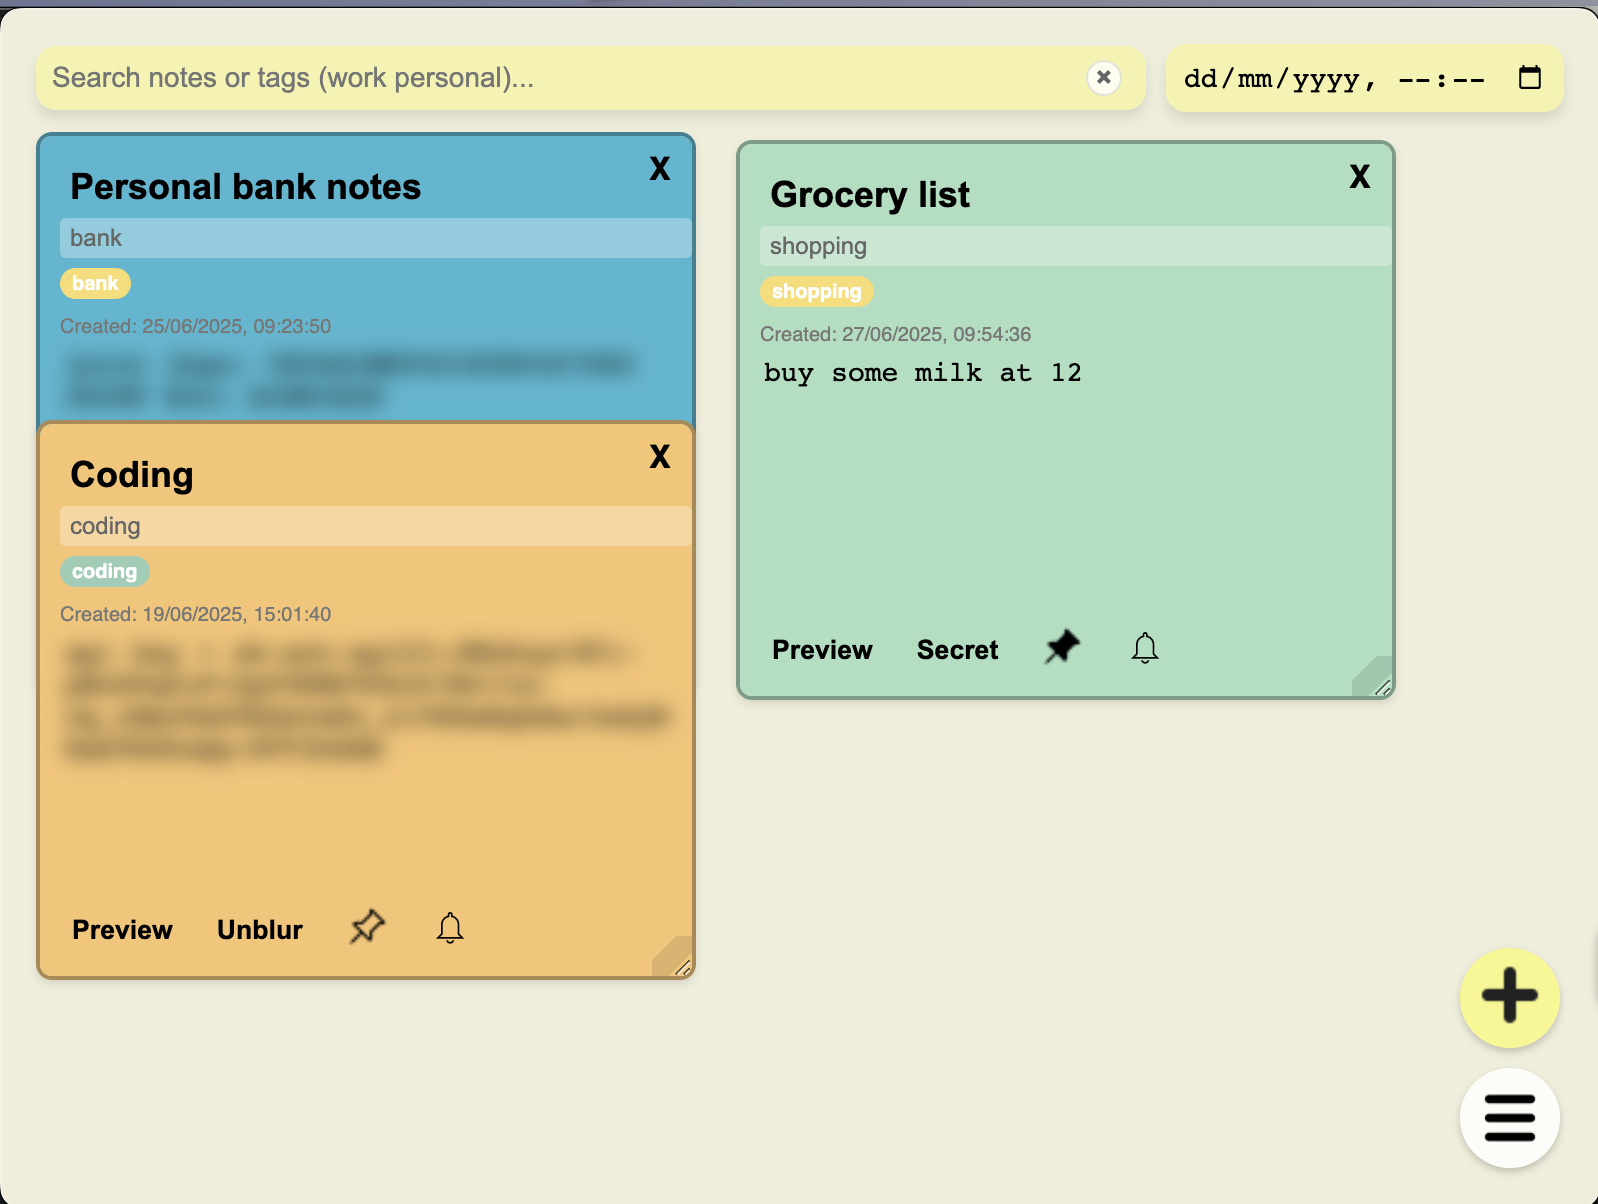 Search notes or tags (work personal)...
dd/mm/yyyy, --:--
Personal bank notes
X
bank
bank
Created: 25/06/2025, 09:23:50
Coding
X
coding
coding
Created: 19/06/2025, 15:01:40
Preview Unblur
Grocery list
X
shopping
shopping
Created: 27/06/2025, 09:54:36
buy some milk at 12
Preview Secret